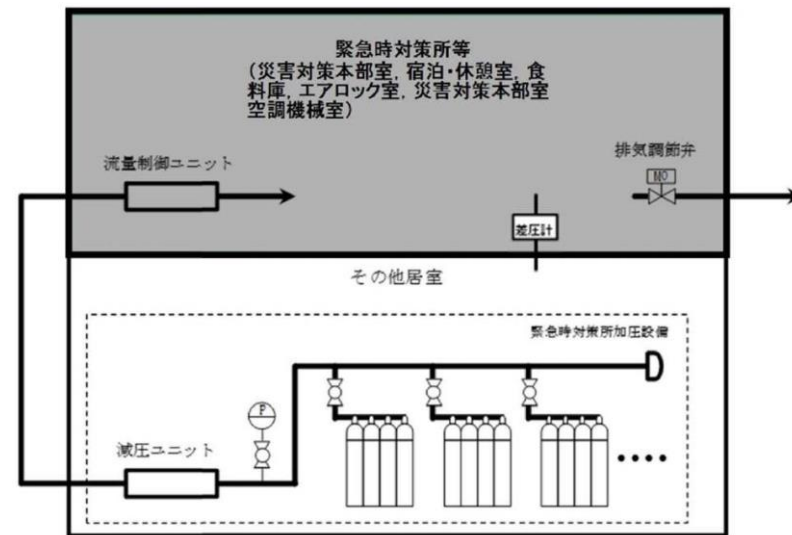 緊急時対策所等
（災害対策本部室，宿泊・休憩室，食
料庫，エアロック室，災害対策本部室
空調機械室）
流量制御ユニット
排気調節弁
MO
差圧計
その他居室
緊急時対策所加圧設備
P
減圧ユニット